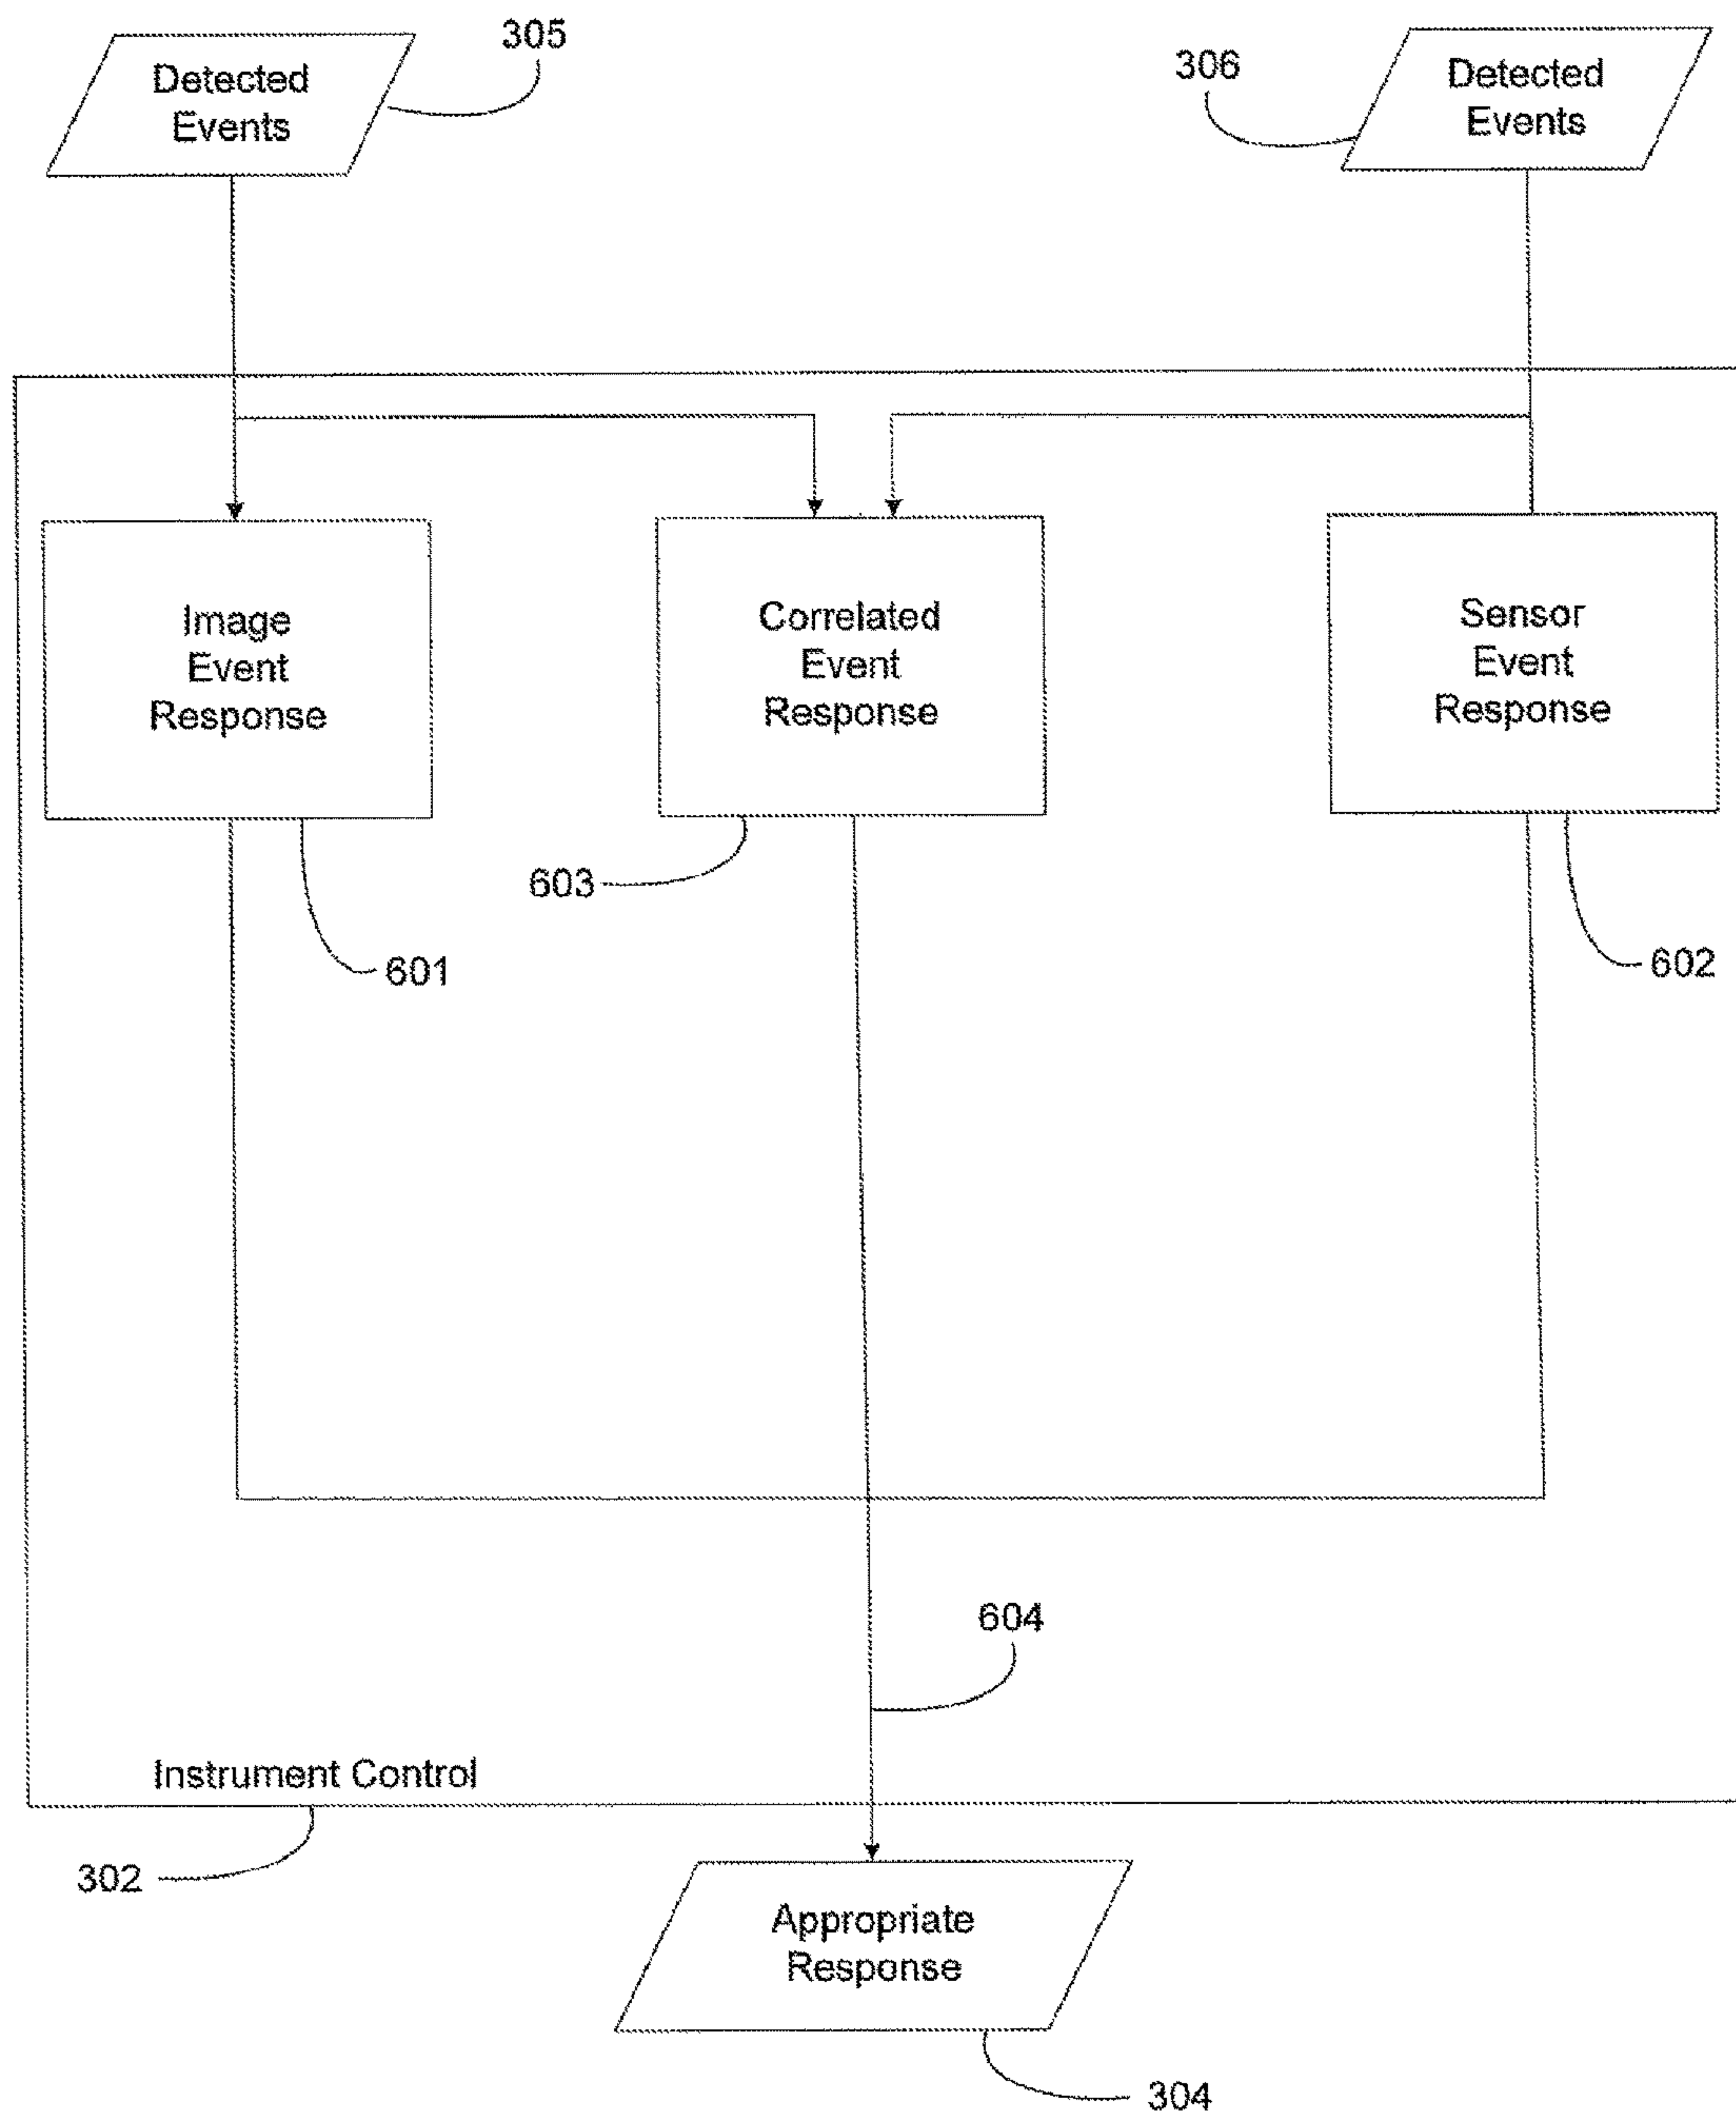 305
Detected
Events
306
Detected
Events
Image
Event
Response
Correlated
Event
Response
Sensor
Event
Response
603
601
602
604
Instrument Control
302
Appropriate
Response
304